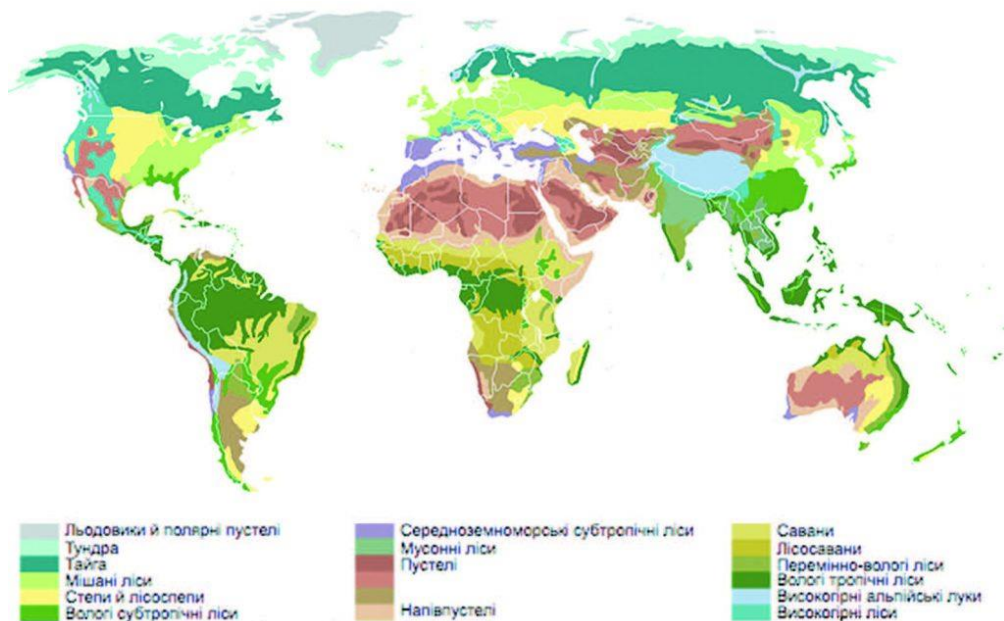 Льодовики й полярні пустелі
Тундра
Тайга
Мішані ліси
Степи й лісоспепи
Вологі субтропічні ліси
Середноземноморські субтропічні ліси
Мусонні ліси
Пустелі
Напівпустелі
Савани
Лісосавани
Перемінно-вологі ліси
Вологі тропічні ліси
Високогірні альпійські луки
Високогірні ліси